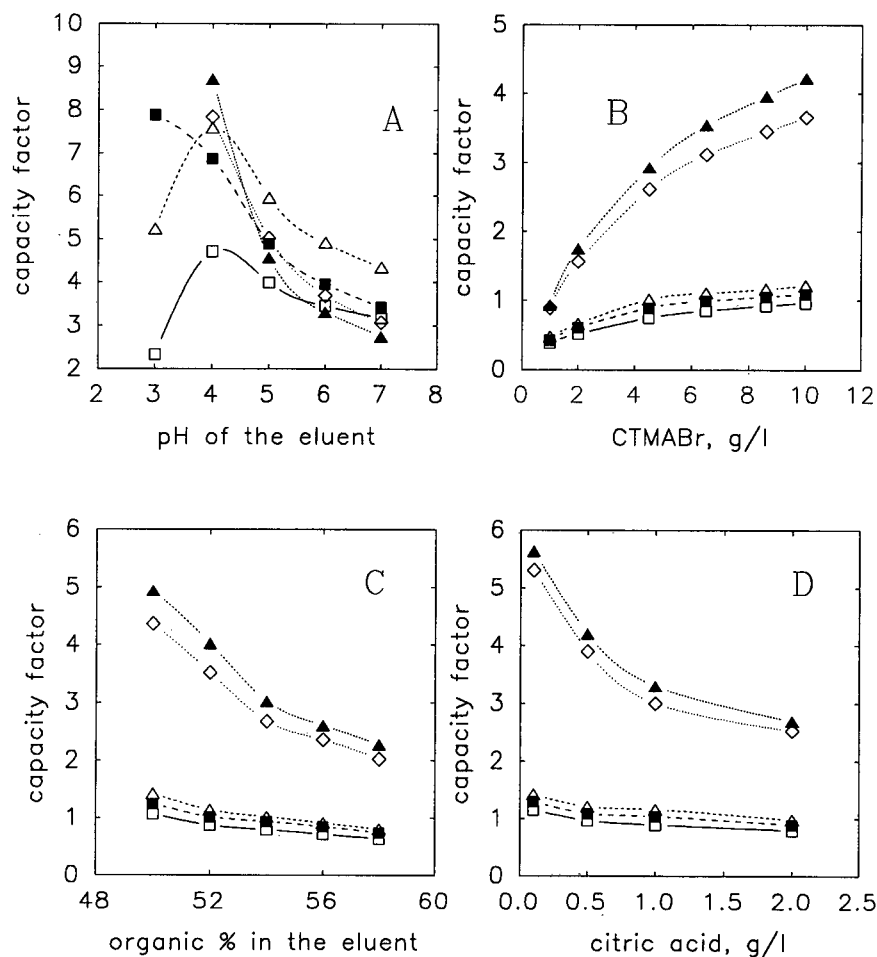 10
9
8
7
6
5
4
3
2
capacity factor
A
2 3 4 5 6 7 8
pH of the eluent
5
4
3
2
1
0
capacity factor
B
0 2 4 6 8 10 12
CTMABr, g/l
6
5
4
3
2
1
0
capacity factor
C
48 52 56 60
organic % in the eluent
6
5
4
3
2
1
0
capacity factor
D
0.0 0.5 1.0 1.5 2.0 2.5
citric acid, g/l